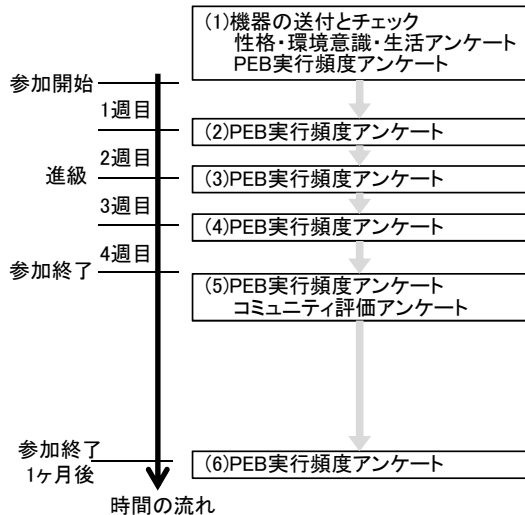 (1)機器の送付とチェック
性格・環境意識・生活アンケート
PEB実行頻度アンケート
参加開始
1週目
(2)PEB実行頻度アンケート
2週目
進級
(3)PEB実行頻度アンケート
3週目
(4)PEB実行頻度アンケート
4週目
参加終了
(5)PEB実行頻度アンケート
コミュニティ評価アンケート
参加終了
1ヶ月後
(6)PEB実行頻度アンケート
時間の流れ